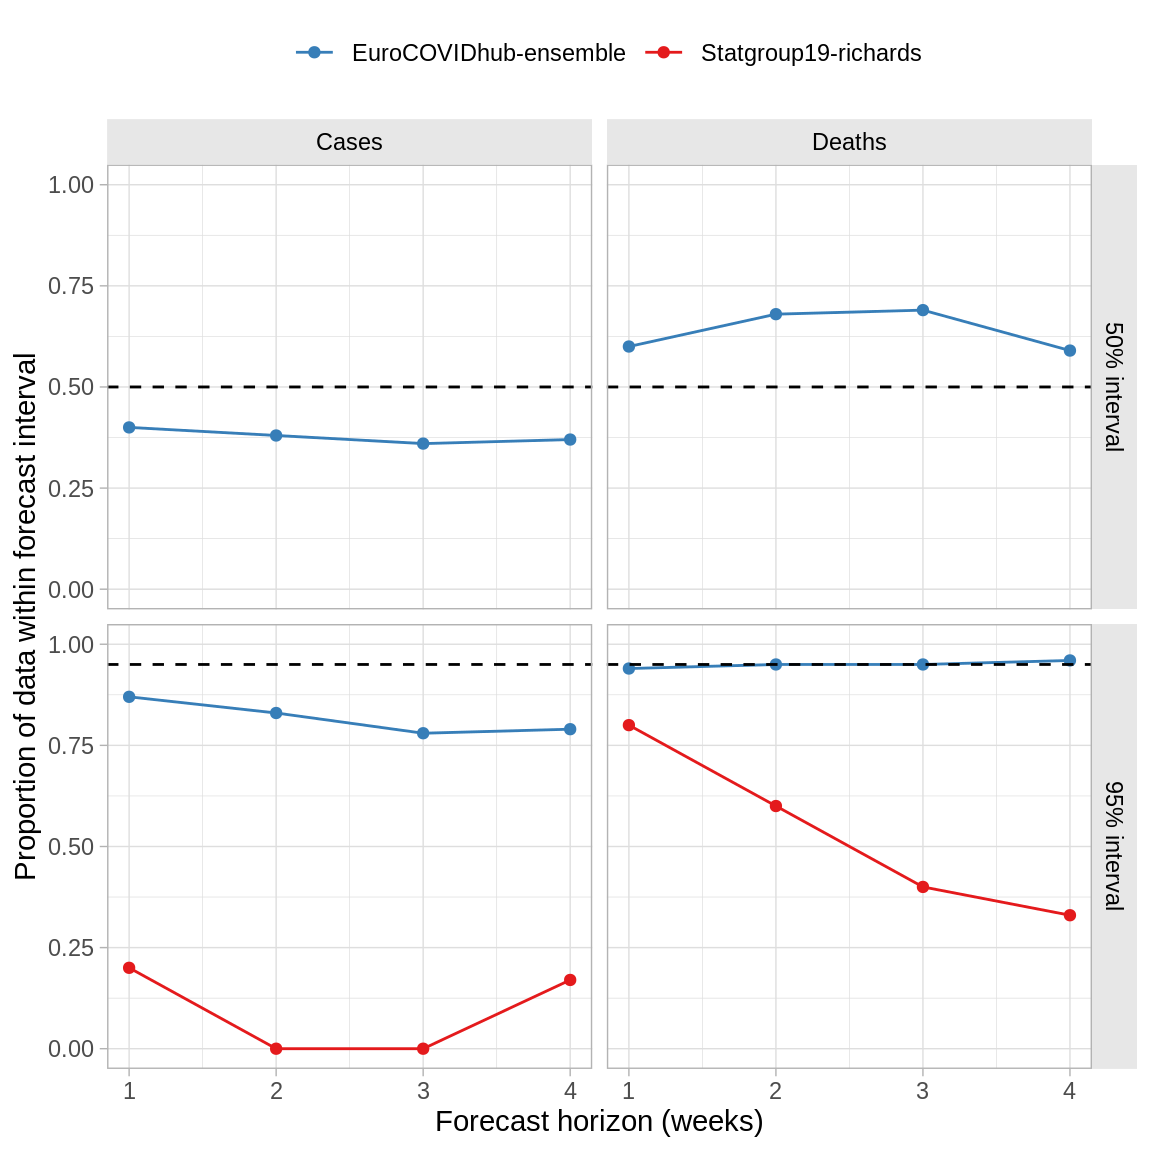 EuroCOVIDhub-ensemble Statgroup19-richards
Cases Deaths
Proportion of data within forecast interval
1.00
0.75
0.50
0.25
0.00
50% interval
1.00
0.75
0.50
0.25
0.00
95% interval
1 2 3 4 1 2 3 4
Forecast horizon (weeks)